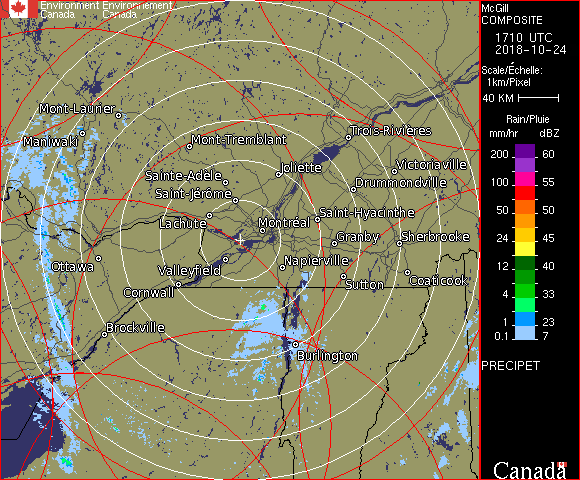 Environment Environnement
Canada Canada
McGill
COMPOSITE
1710 UTC
2018-10-24
Scale/Échelle:
1km/Pixel
40 KM
Rain/Pluie
mm/hr dBZ
200 60
150 55
100 55
50 50
24 45
12 40
4 33
1 23
0.1 7
PRECIPET
Canada
Mont-Laurier
Maniwaki
Trois-Rivières
Mont-Tremblant
Joliette
Victoriaville
Sainte-Adèle
Drummondville
Saint-Jérôme
Saint-Hyacinthe
Lachute
Montréal
Granby
Sherbrooke
Ottawa
Napierville
Valleyfield
Sutton
Coaticook
Cornwall
Brockville
Burlington